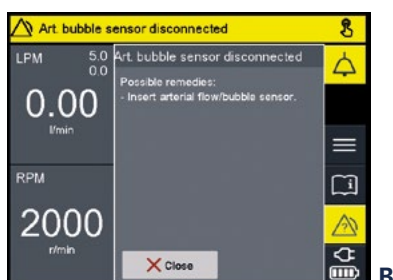 Art. bubble sensor disconnected
LPM 5.0
0.0
0.00
l/min
RPM
2000
r/min
Art. bubble sensor disconnected
Possible remedies:
- Insert arterial flow/bubble sensor.
Close
B